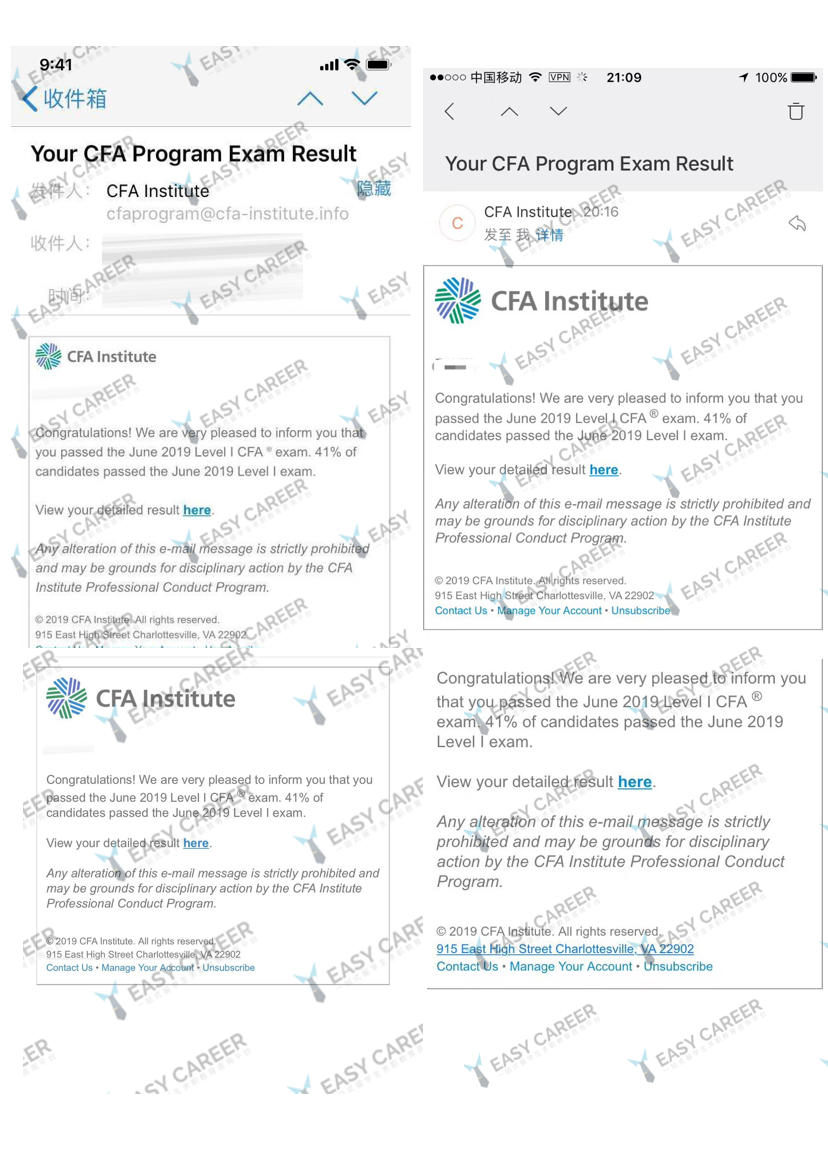 9:41
收件箱
Your CFA Program Exam Result
发件人: CFA Institute 隐藏
cfaprogram@cfa-institute.info
收件人:
时间:
CFA Institute
Congratulations! We are very pleased to inform you that
you passed the June 2019 Level I CFA ® exam. 41% of
candidates passed the June 2019 Level I exam.
View your detailed result here.
Any alteration of this e-mail message is strictly prohibited
and may be grounds for disciplinary action by the CFA
Institute Professional Conduct Program.
© 2019 CFA Institute. All rights reserved.
915 East High Street Charlottesville, VA 22902
中国移动 VPN 21:09 100%
Your CFA Program Exam Result
C
CFA Institute 20:16
发至 我 详情
CFA Institute
Congratulations! We are very pleased to inform you that you
passed the June 2019 Level I CFA ® exam. 41% of
candidates passed the June 2019 Level I exam.
View your detailed result here.
Any alteration of this e-mail message is strictly prohibited and
may be grounds for disciplinary action by the CFA Institute
Professional Conduct Program.
© 2019 CFA Institute. All rights reserved.
915 East High Street Charlottesville, VA 22902
Contact Us • Manage Your Account • Unsubscribe
CFA Institute
Congratulations! We are very pleased to inform you that you
passed the June 2019 Level I CFA ® exam. 41% of
candidates passed the June 2019 Level I exam.
View your detailed result here.
Any alteration of this e-mail message is strictly prohibited and
may be grounds for disciplinary action by the CFA Institute
Professional Conduct Program.
© 2019 CFA Institute. All rights reserved.
915 East High Street Charlottesville, VA 22902
Contact Us • Manage Your Account • Unsubscribe
Congratulations! We are very pleased to inform you
that you passed the June 2019 Level I CFA ®
exam. 41% of candidates passed the June 2019
Level I exam.
View your detailed result here.
Any alteration of this e-mail message is strictly
prohibited and may be grounds for disciplinary
action by the CFA Institute Professional Conduct
Program.
© 2019 CFA Institute. All rights reserved.
915 East High Street Charlottesville, VA 22902
Contact Us • Manage Your Account • Unsubscribe
EASY CAREER